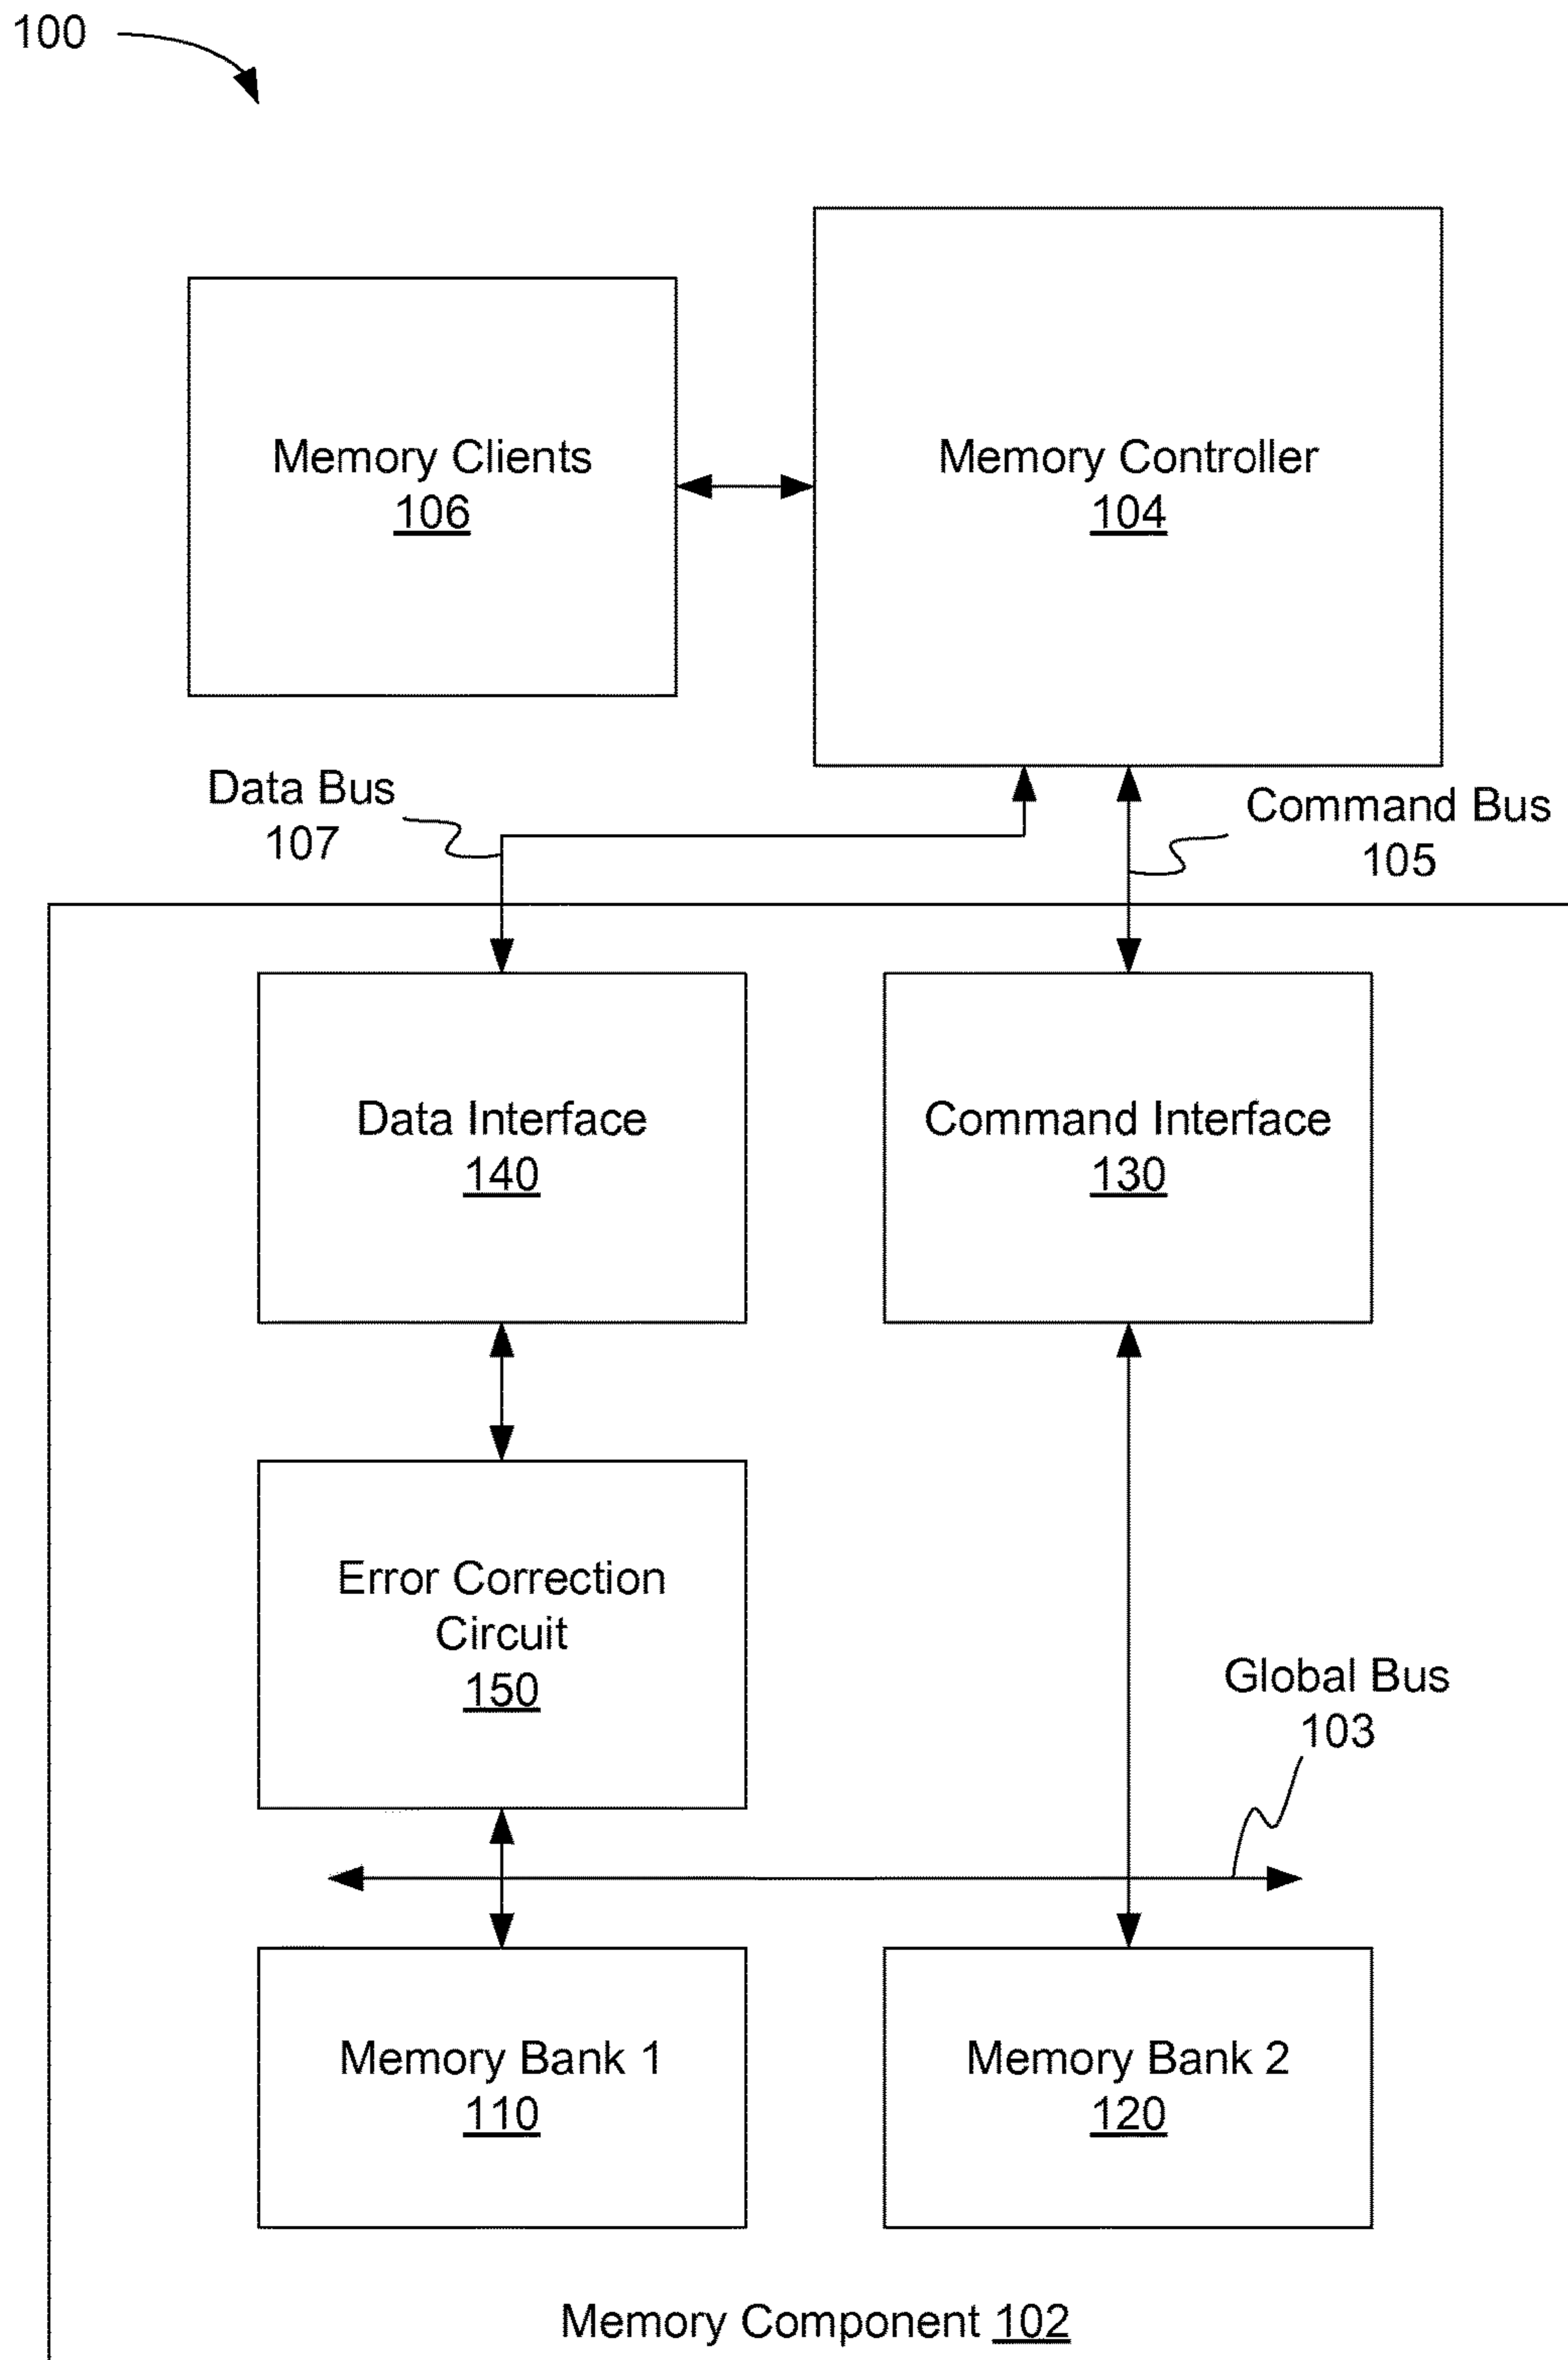 100
Memory Clients
106
Memory Controller
104
Data Bus
107
Command Bus
105
Data Interface
140
Command Interface
130
Error Correction
Circuit
150
Global Bus
103
Memory Bank 1
110
Memory Bank 2
120
Memory Component 102